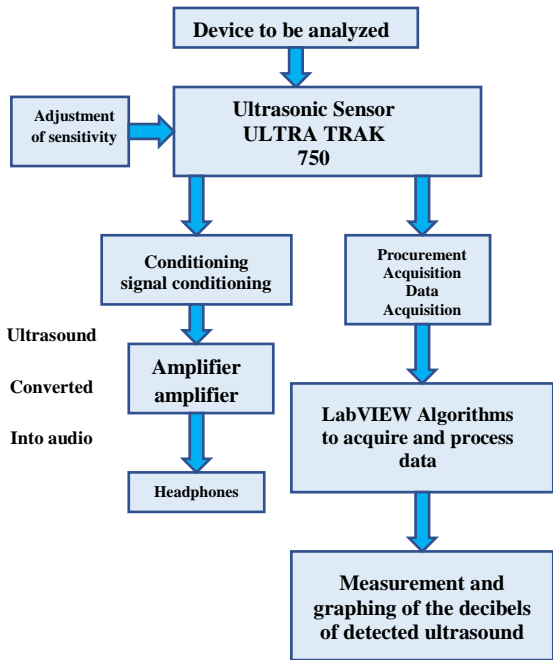 Device to be analyzed
Adjustment
of sensitivity
Ultrasonic Sensor
ULTRA TRAK
750
Conditioning
signal conditioning
Ultrasound
Amplifier
amplifier
Converted
Into audio
Headphones
Procurement
Acquisition
Data
Acquisition
LabVIEW Algorithms
to acquire and process
data
Measurement and
graphing of the decibels
of detected ultrasound